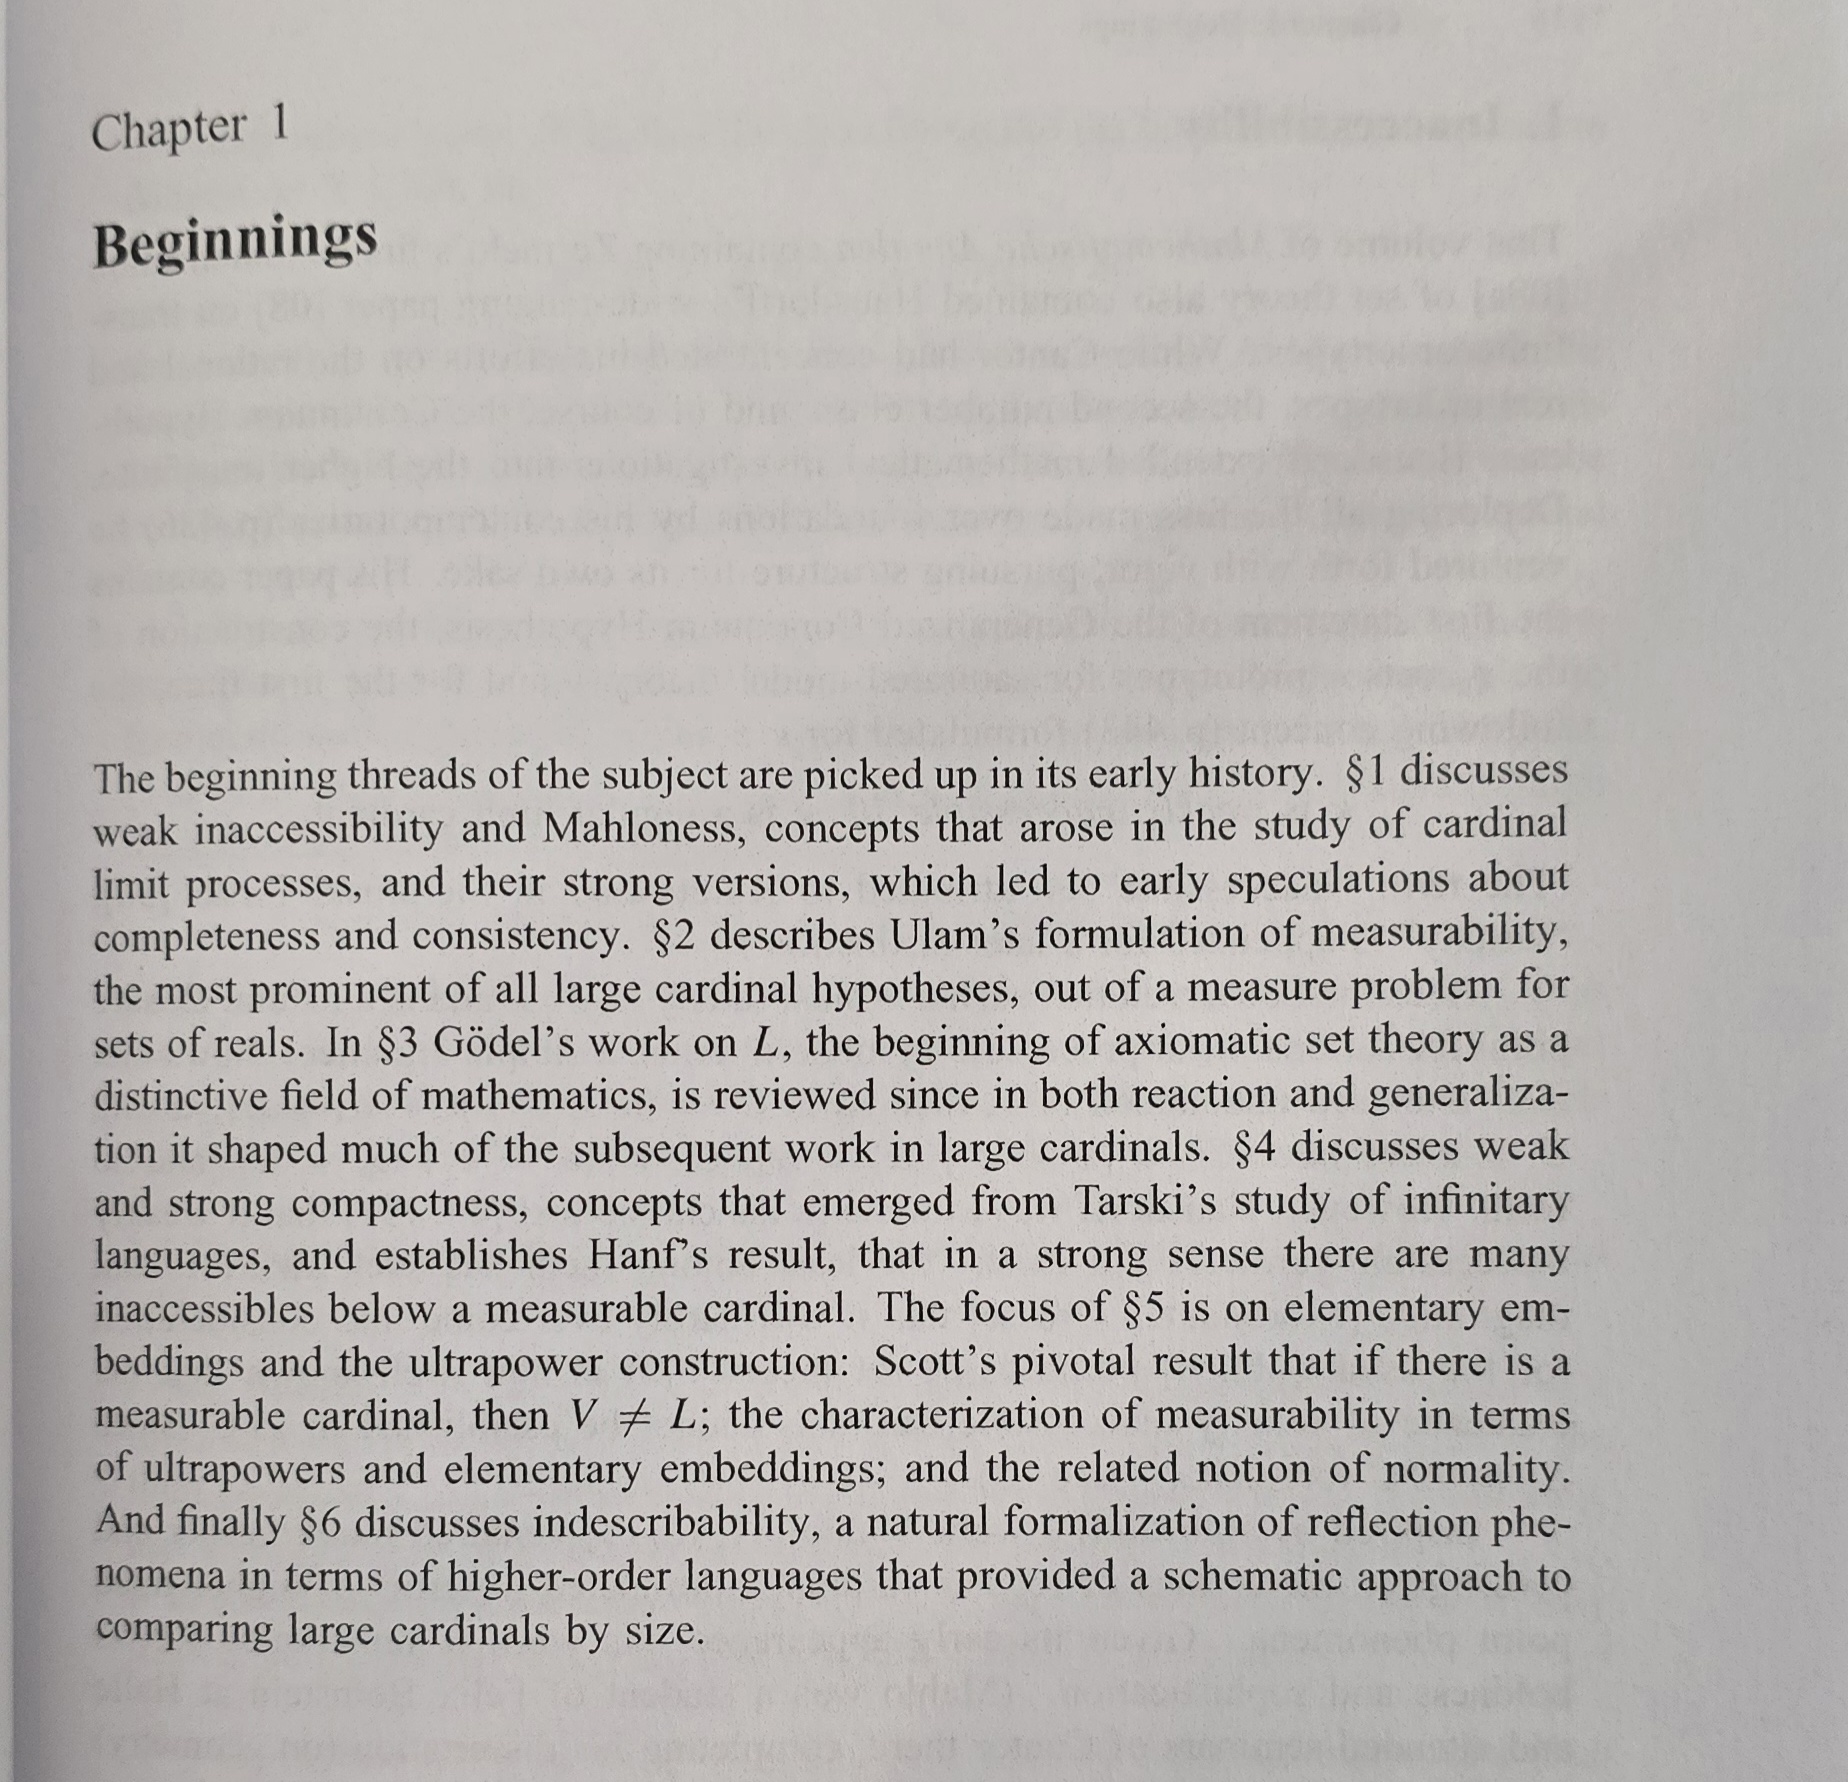 Chapter 1
Beginnings
The beginning threads of the subject are picked up in its early history. §1 discusses
weak inaccessibility and Mahloness, concepts that arose in the study of cardinal
limit processes, and their strong versions, which led to early speculations about
completeness and consistency. §2 describes Ulam's formulation of measurability,
the most prominent of all large cardinal hypotheses, out of a measure problem for
sets of reals. In §3 Gödel's work on L, the beginning of axiomatic set theory as a
distinctive field of mathematics, is reviewed since in both reaction and generaliza-
tion it shaped much of the subsequent work in large cardinals. §4 discusses weak
and strong compactness, concepts that emerged from Tarski's study of infinitary
languages, and establishes Hanf's result, that in a strong sense there are many
inaccessibles below a measurable cardinal. The focus of §5 is on elementary em-
beddings and the ultrapower construction: Scott's pivotal result that if there is a
measurable cardinal, then V ≠ L; the characterization of measurability in terms
of ultrapowers and elementary embeddings; and the related notion of normality.
And finally §6 discusses indescribability, a natural formalization of reflection phe-
nomena in terms of higher-order languages that provided a schematic approach to
comparing large cardinals by size.